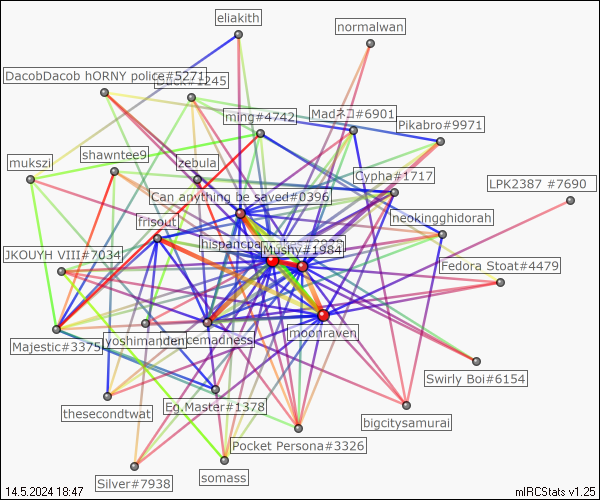 eliakith
normalwan
DacobDacob hORNY police#5271
Duck#1245
ming#4742
Madネコ#6901
Pikabro#9971
mukszi
shawntee9
zebula
Cypha#1717
LPK2387 #7690
Can anything be saved#0396
frisout
neokingghidorah
JKOUYH VIII#7034
Mushy#1984
Fedora Stoat#4479
moonraven
Majestic#3375
yoshimanden
cemadness
Swirly Boi#6154
Eg.Master#1378
thesecondtwat
bigcitysamurai
Pocket Persona#3326
Silver#7938
somass
14.5.2024 18:47
mIRCStats v1.25